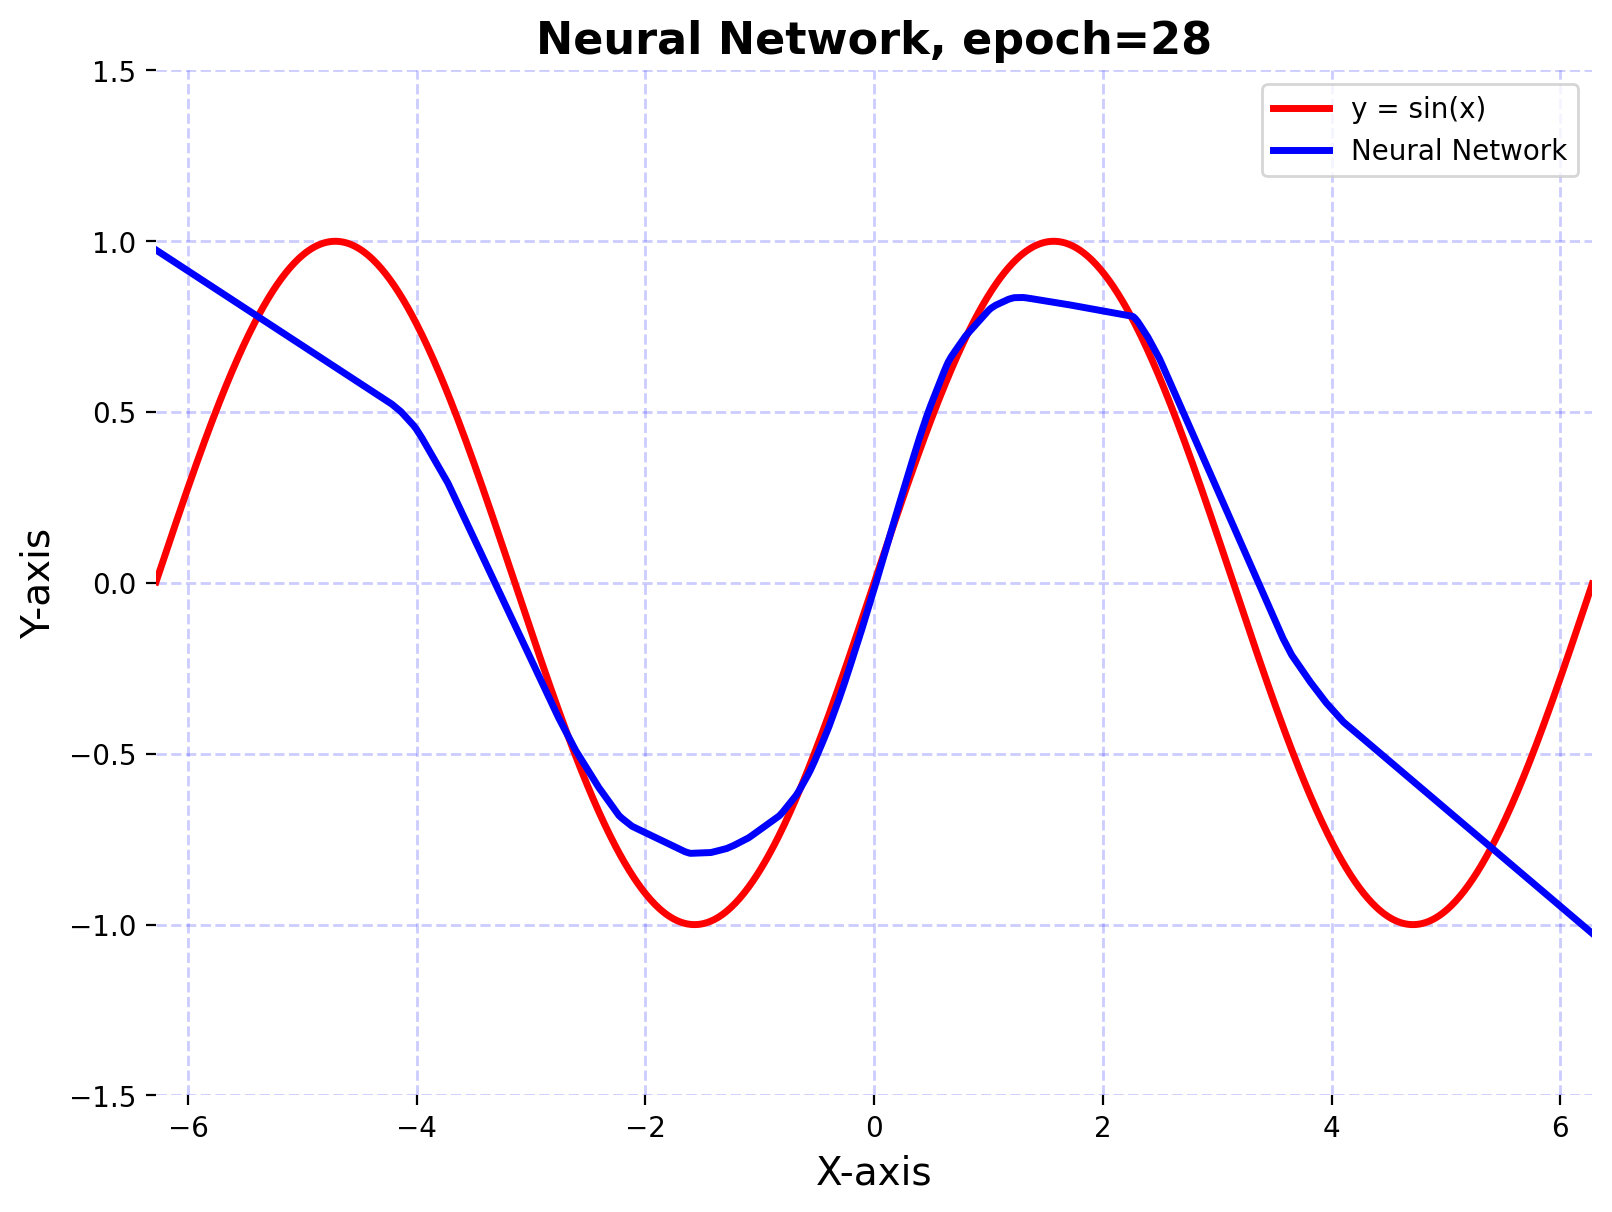 Neural Network, epoch=28
1.5
1.0
0.5
0.0
−0.5
−1.0
−1.5
Y-axis
y = sin(x)
Neural Network
−6 −4 −2 0 2 4 6
X-axis